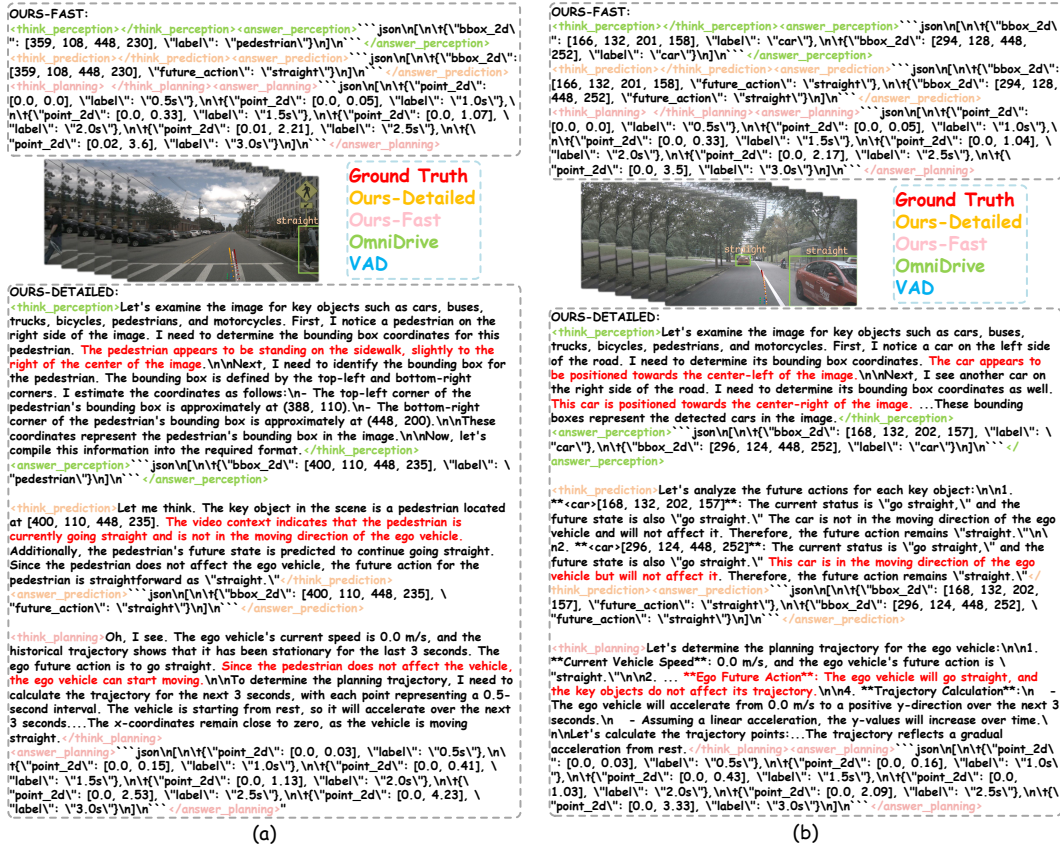 OURS-FAST:
<think_perception></think_perception><answer_perception>```json\n[\n\t{\"bbox_2d\
": [359, 108, 448, 230], \"label\": \"pedestrian\"}\n]\n```</answer_perception>
<think_prediction></think_prediction><answer_prediction>```json\n[\n\t{\"bbox_2d\":
[359, 108, 448, 230], \"future_action\": \"straight\"}\n]\n```</answer_prediction>
<think_planning> </think_planning><answer_planning>```json\n[\n\t{\"point_2d\":
[0.0, 0.0], \"label\": \"0.5s\"},\n\t{\"point_2d\": [0.0, 0.05], \"label\": \"1.0s\"},\
\n\t{\"point_2d\": [0.0, 0.33], \"label\": \"1.5s\"},\n\t{\"point_2d\": [0.0, 1.07], \
"label\": \"2.0s\"},\n\t{\"point_2d\": [0.01, 2.21], \"label\": \"2.5s\"},\n\t{\
"point_2d\": [0.02, 3.6], \"label\": \"3.0s\"}\n]\n```</answer_planning>
straight
Ground Truth
Ours-Detailed
Ours-Fast
OmniDrive
VAD
OURS-DETAILED:
<think_perception>Let's examine the image for key objects such as cars, buses,
trucks, bicycles, pedestrians, and motorcycles. First, I notice a pedestrian on the
right side of the image. I need to determine the bounding box coordinates for this
pedestrian. The pedestrian appears to be standing on the sidewalk, slightly to the
right of the center of the image.\n\nNext, I need to identify the bounding box for
the pedestrian. The bounding box is defined by the top-left and bottom-right
corners. I estimate the coordinates as follows:\n- The top-left corner of the
pedestrian's bounding box is approximately at (388, 110).\n- The bottom-right
corner of the pedestrian's bounding box is approximately at (448, 200).\n\nThese
coordinates represent the pedestrian's bounding box in the image.\n\nNow, let's
compile this information into the required format.</think_perception>
<answer_perception>```json\n[\n\t{\"bbox_2d\": [400, 110, 448, 235], \"label\": \
"pedestrian\"}\n]\n```</answer_perception>
<think_prediction>Let me think. The key object in the scene is a pedestrian located
at [400, 110, 448, 235]. The video context indicates that the pedestrian is
currently going straight and is not in the moving direction of the ego vehicle.
Additionally, the pedestrian's future state is predicted to continue going straight.
Since the pedestrian does not affect the ego vehicle, the future action for the
pedestrian is straightforward as \"straight.\"</think_prediction>
<answer_prediction>```json\n[\n\t{\"bbox_2d\": [400, 110, 448, 235], \
"future_action\": \"straight\"}\n]\n```</answer_prediction>
<think_planning>Oh, I see. The ego vehicle's current speed is 0.0 m/s, and the
historical trajectory shows that it has been stationary for the last 3 seconds. The
ego future action is to go straight. Since the pedestrian does not affect the vehicle,
the ego vehicle can start moving.\n\nTo determine the planning trajectory, I need to
calculate the trajectory for the next 3 seconds, with each point representing a 0.5-
second interval. The vehicle is starting from rest, so it will accelerate over the next
3 seconds....The x-coordinates remain close to zero, as the vehicle is moving
straight.</think_planning>
<answer_planning>```json\n[\n\t{\"point_2d\": [0.0, 0.03], \"label\": \"0.5s\"},\n\
t{\"point_2d\": [0.0, 0.15], \"label\": \"1.0s\"},\n\t{\"point_2d\": [0.0, 0.41], \
"label\": \"1.5s\"},\n\t{\"point_2d\": [0.0, 1.13], \"label\": \"2.0s\"},\n\t{\
"point_2d\": [0.0, 2.53], \"label\": \"2.5s\"},\n\t{\"point_2d\": [0.0, 4.23], \
"label\": \"3.0s\"}\n]\n```</answer_planning>"
(a)
OURS-FAST:
<think_perception></think_perception><answer_perception>```json\n[\n\t{\"bbox_2d\
": [166, 132, 201, 158], \"label\": \"car\"},\n\t{\"bbox_2d\": [294, 128, 448,
252], \"label\": \"car\"}\n]\n```</answer_perception>
<think_prediction></think_prediction><answer_prediction>```json\n[\n\t{\"bbox_2d\":
[166, 132, 201, 158], \"future_action\": \"straight\"},\n\t{\"bbox_2d\": [294, 128,
448, 252], \"future_action\": \"straight\"}\n]\n```</answer_prediction>
<think_planning> </think_planning><answer_planning>```json\n[\n\t{\"point_2d\":
[0.0, 0.0], \"label\": \"0.5s\"},\n\t{\"point_2d\": [0.0, 0.05], \"label\": \"1.0s\"},
\n\t{\"point_2d\": [0.0, 0.33], \"label\": \"1.5s\"},\n\t{\"point_2d\": [0.0, 1.04], \
"label\": \"2.0s\"},\n\t{\"point_2d\": [0.0, 2.17], \"label\": \"2.5s\"},\n\t{\
"point_2d\": [0.0, 3.5], \"label\": \"3.0s\"}\n]\n```</answer_planning>
straight
straight
Ground Truth
Ours-Detailed
Ours-Fast
OmniDrive
VAD
OURS-DETAILED:
<think_perception>Let's examine the image for key objects such as cars, buses,
trucks, bicycles, pedestrians, and motorcycles. First, I notice a car on the left side
of the road. I need to determine its bounding box coordinates. The car appears to
be positioned towards the center-left of the image.\n\nNext, I see another car on
the right side of the road. I need to determine its bounding box coordinates as well.
This car is positioned towards the center-right of the image. ...These bounding
boxes represent the detected cars in the image.</think_perception>
<answer_perception>```json\n[\n\t{\"bbox_2d\": [168, 132, 202, 157], \"label\": \
"car\"},\n\t{\"bbox_2d\": [296, 124, 448, 252], \"label\": \"car\"}\n]\n```</
answer_perception>
<think_prediction>Let's analyze the future actions for each key object:\n\n1.
**<car>[168, 132, 202, 157]**: The current status is \"go straight,\" and the
future state is also \"go straight.\" The car is not in the moving direction of the
ego vehicle and will not affect it. Therefore, the future action remains \"straight.\"\n\
n2. **<car>[296, 124, 448, 252]**: The current status is \"go straight,\" and the
future state is also \"go straight.\" This car is in the moving direction of the ego
vehicle but will not affect it. Therefore, the future action remains \"straight.\"</
think_prediction><answer_prediction>```json\n[\n\t{\"bbox_2d\": [168, 132, 202,
157], \"future_action\": \"straight\"},\n\t{\"bbox_2d\": [296, 124, 448, 252], \
"future_action\": \"straight\"}\n]\n```</answer_prediction>
<think_planning>Let's determine the planning trajectory for the ego vehicle:\n\n1.
**Current Vehicle Speed**: 0.0 m/s, and the ego vehicle's future action is \
"straight.\"\n\n2. ... **Ego Future Action**: The ego vehicle will go straight, and
the key objects do not affect its trajectory.\n\n4. **Trajectory Calculation**:\n   -
The ego vehicle will accelerate from 0.0 m/s to a positive y-direction over the next 3
seconds.\n   - Assuming a linear acceleration, the y-values will increase over time.\
n\nLet's calculate the trajectory points:...The trajectory reflects a gradual
acceleration from rest.</think_planning><answer_planning>```json\n[\n\t{\"point_2d\
": [0.0, 0.03], \"label\": \"0.5s\"},\n\t{\"point_2d\": [0.0, 0.16], \"label\": \"1.0s\
"},\n\t{\"point_2d\": [0.0, 0.43], \"label\": \"1.5s\"},\n\t{\"point_2d\": [0.0,
1.03], \"label\": \"2.0s\"},\n\t{\"point_2d\": [0.0, 2.09], \"label\": \"2.5s\"},\n\t{\
"point_2d\": [0.0, 3.33], \"label\": \"3.0s\"}\n]\n```</answer_planning>
(b)